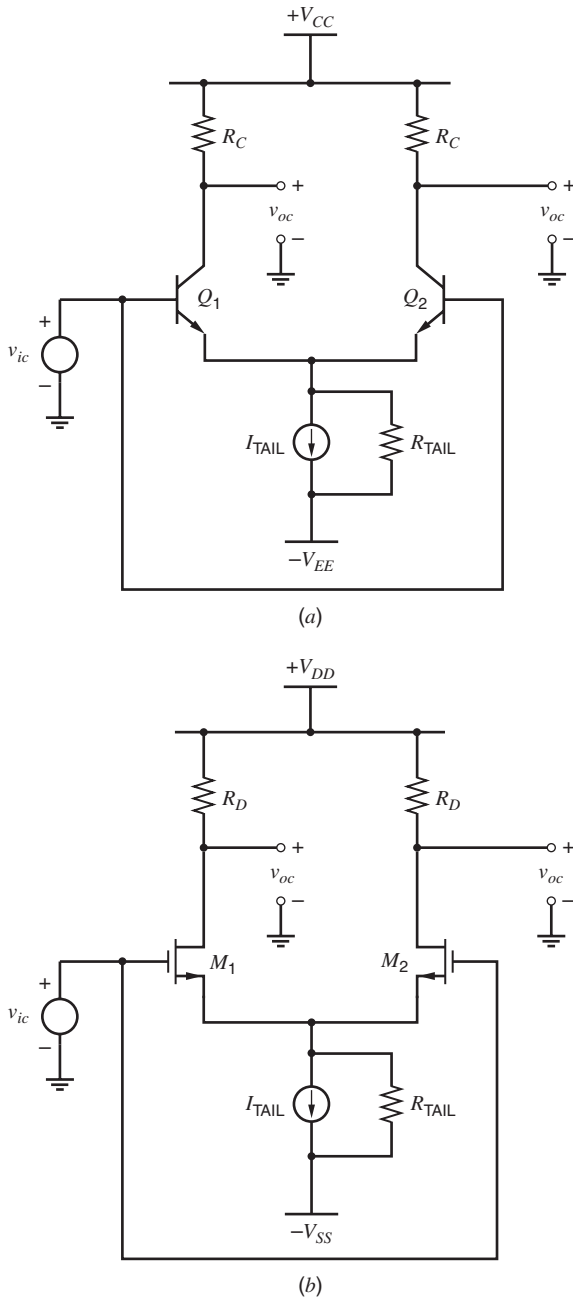 +V_CC
R_C R_C
+ +
v_oc v_oc
− −
Q_1 Q_2
+
v_ic
−
I_TAIL R_TAIL
−V_EE
(a)
+V_DD
R_D R_D
+ +
v_oc v_oc
− −
M_1 M_2
+
v_ic
−
I_TAIL R_TAIL
−V_SS
(b)